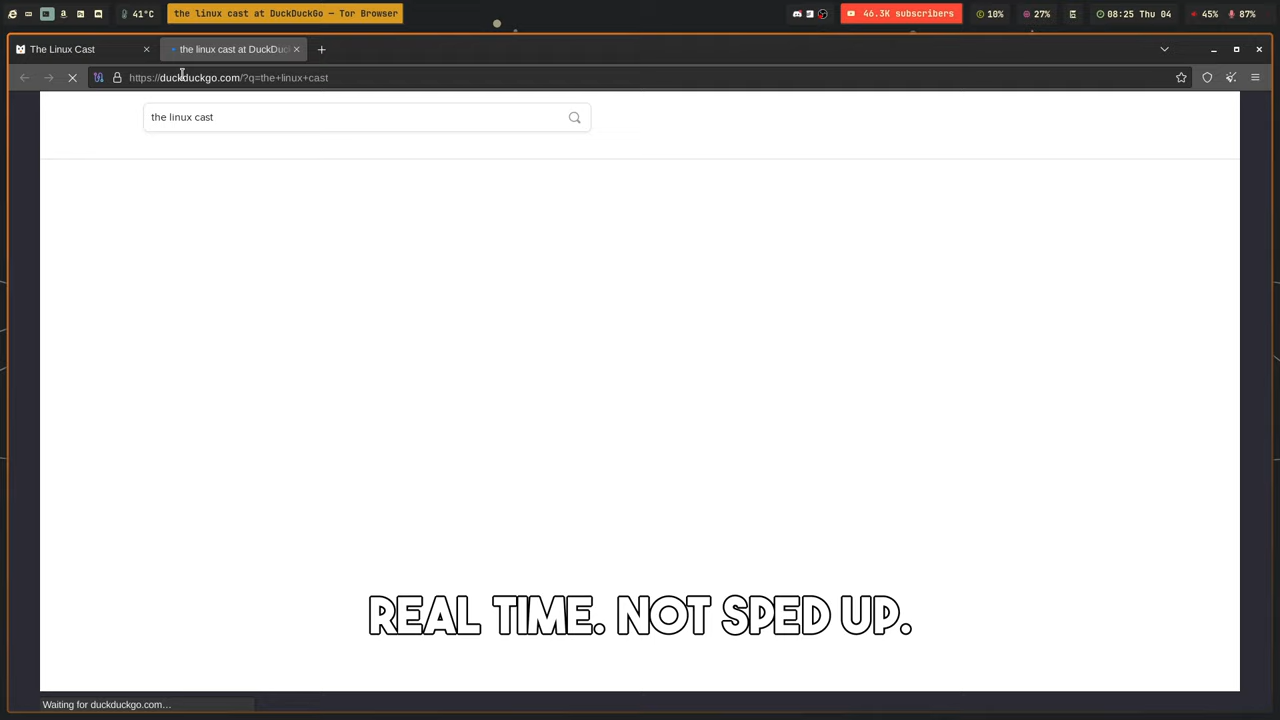 41°C
the linux cast at DuckDuckGo — Tor Browser
46.3K subscribers
10%
27%
08:25 Thu 04
45%
87%
The Linux Cast
the linux cast at DuckDuc
https://duckduckgo.com/?q=the+linux+cast
the linux cast
REAL TIME. NOT SPED UP.
Waiting for duckduckgo.com…